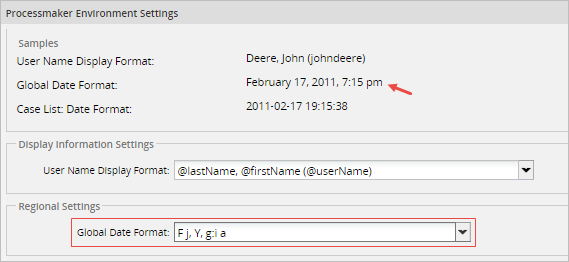 Processmaker Environment Settings
Samples
User Name Display Format: Deere, John (johndeere)
Global Date Format: February 17, 2011, 7:15 pm
Case List: Date Format: 2011-02-17 19:15:38
Display Information Settings
User Name Display Format: @lastName, @firstName (@userName)
Regional Settings
Global Date Format: F j, Y, g:i a